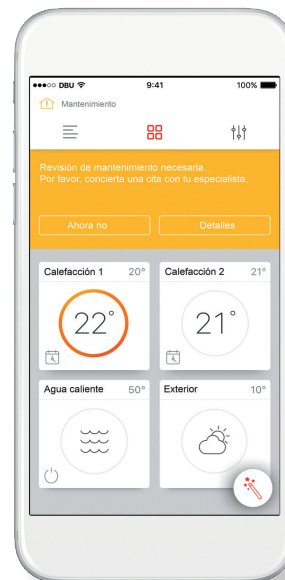 DBU 9:41 100%
Mantenimiento
Revisión de mantenimiento necesaria.
Por favor, concierta una cita con tu especialista.
Ahora no Detalles
Calefacción 1 20° Calefacción 2 21°
22° 21°
Agua caliente 50° Exterior 10°